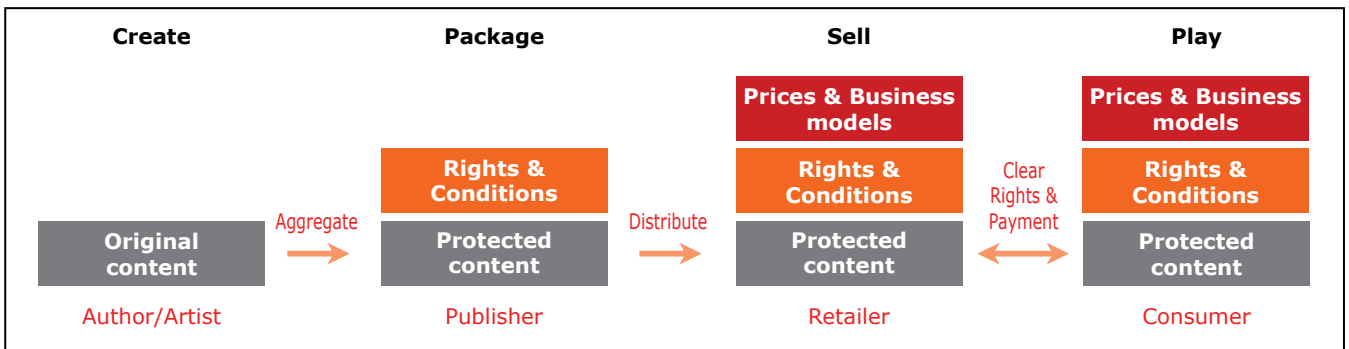 Create
Package
Sell
Play
Prices & Business
models
Prices & Business
models
Rights &
Conditions
Rights &
Conditions
Rights &
Conditions
Clear
Rights &
Payment
Aggregate
Distribute
Original
content
Protected
content
Protected
content
Protected
content
Author/Artist
Publisher
Retailer
Consumer